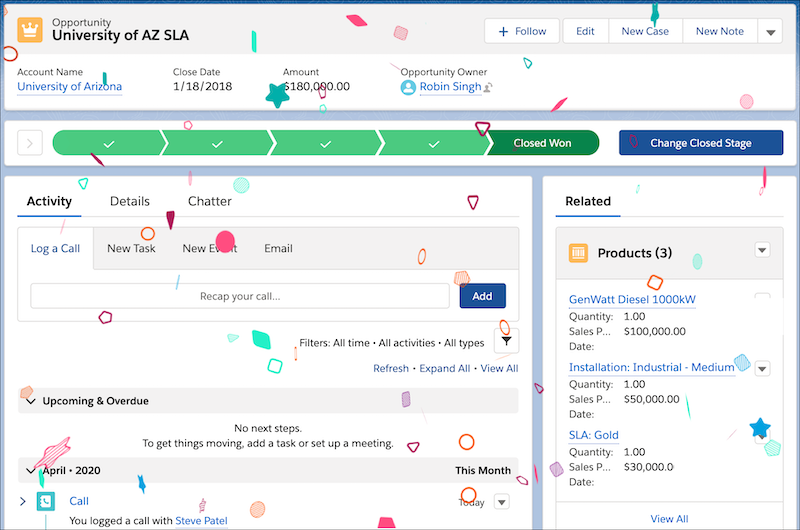 Opportunity
University of AZ SLA
+ Follow
Edit
New Case
New Note
Account Name
Close Date
Amount
Opportunity Owner
University of Arizona
1/18/2018
$180,000.00
Robin Singh
Closed Won
Change Closed Stage
Activity
Details
Chatter
Log a Call
New Task
New Event
Email
Recap your call...
Add
Filters: All time • All activities • All types
Refresh • Expand All • View All
Upcoming & Overdue
No next steps.
To get things moving, add a task or set up a meeting.
April • 2020
This Month
Call
Today
You logged a call with Steve Patel
Related
Products (3)
GenWatt Diesel 1000kW
Quantity: 1.00
Sales P... $100,000.00
Date:
Installation: Industrial - Medium
Quantity: 1.00
Sales P... $50,000.00
Date:
SLA: Gold
Quantity: 1.00
Sales P... $30,000.0
Date:
View All